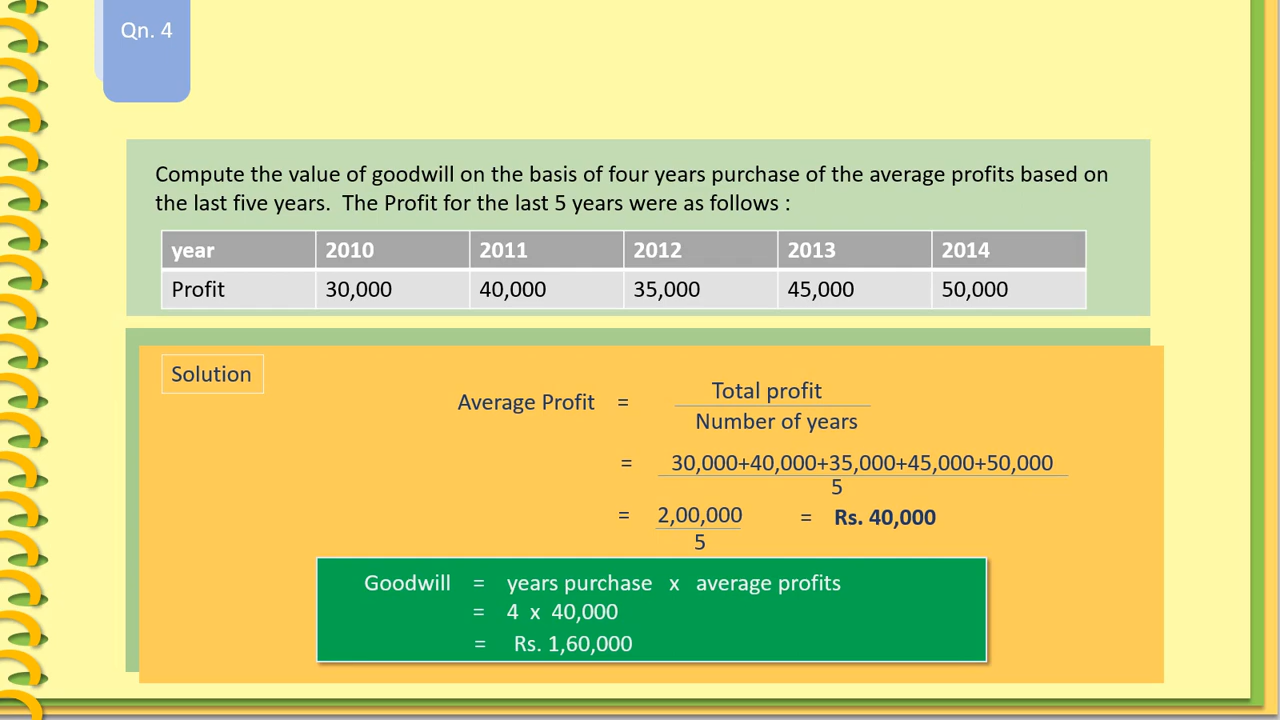 Qn. 4
Compute the value of goodwill on the basis of four years purchase of the average profits based on
the last five years. The Profit for the last 5 years were as follows :
year 2010 2011 2012 2013 2014
Profit 30,000 40,000 35,000 45,000 50,000
Solution
Average Profit = Total profit
Number of years
= 30,000+40,000+35,000+45,000+50,000
5
= 2,00,000 = Rs. 40,000
5
Goodwill = years purchase x average profits
= 4 x 40,000
= Rs. 1,60,000